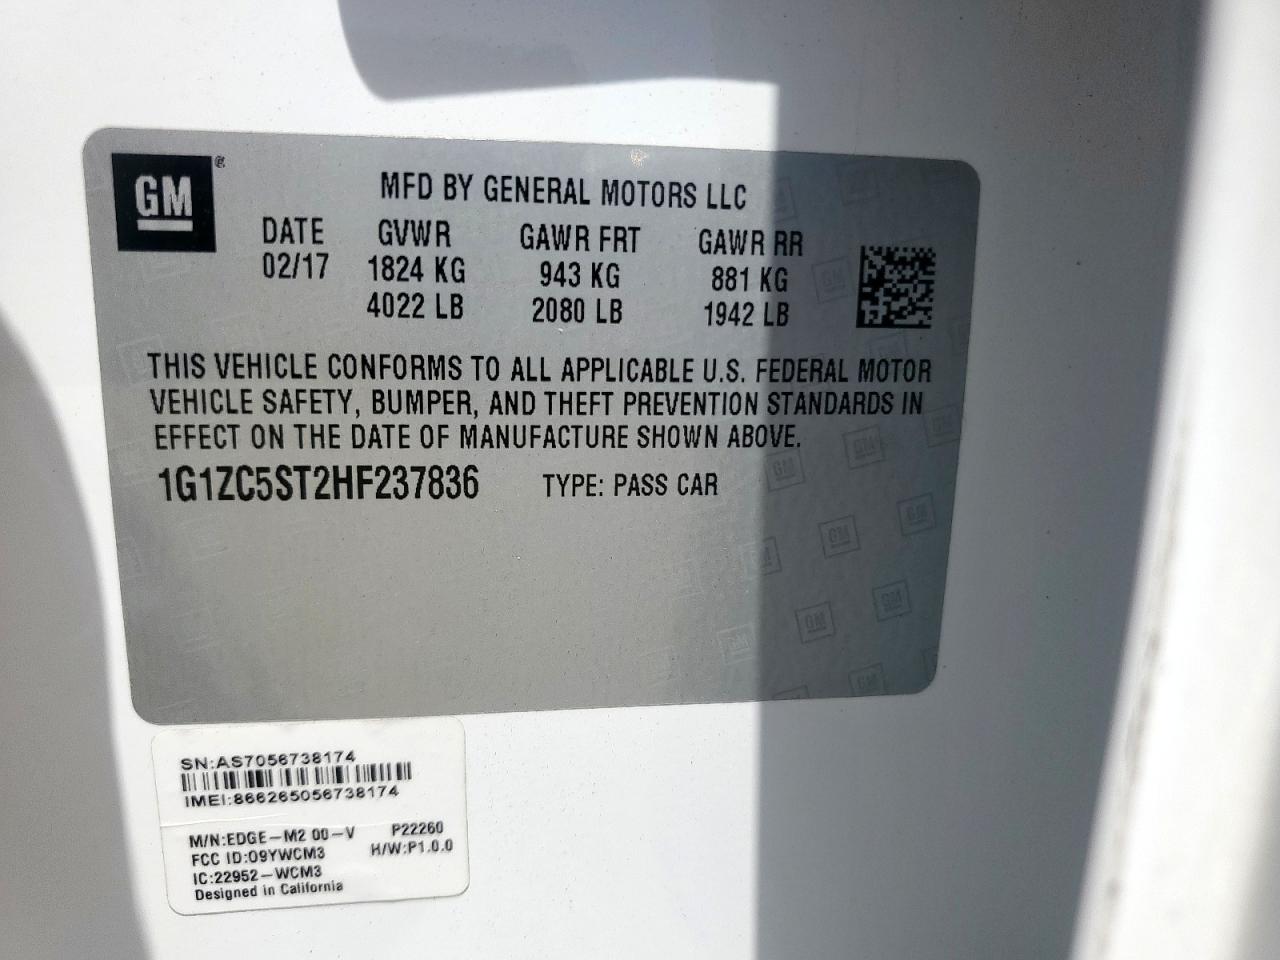 GM
MFD BY GENERAL MOTORS LLC
DATE GVWR GAWR FRT GAWR RR
02/17 1824 KG 943 KG 881 KG
4022 LB 2080 LB 1942 LB
THIS VEHICLE CONFORMS TO ALL APPLICABLE U.S. FEDERAL MOTOR
VEHICLE SAFETY, BUMPER, AND THEFT PREVENTION STANDARDS IN
EFFECT ON THE DATE OF MANUFACTURE SHOWN ABOVE.
1G1ZC5ST2HF237836 TYPE: PASS CAR
SN:AS7056738174
IMEI:866265056738174
M/N:EDGE-M2 00-V P22260
FCC ID:O9YWCM3 H/W:P1.0.0
IC:22952-WCM3
Designed in California